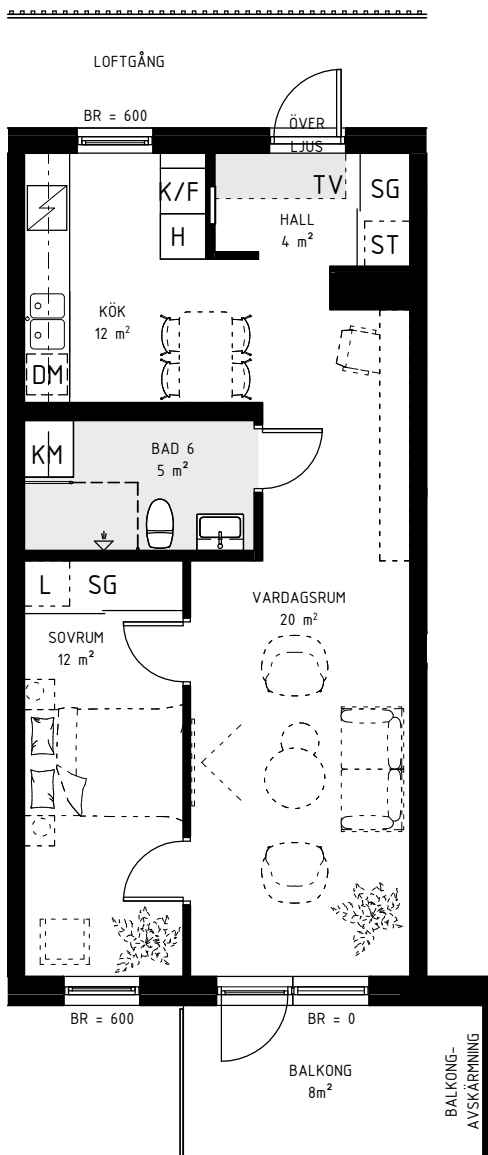 LOFTGÅNG
BR = 600
ÖVER
LJUS
K/F
TV
SG
H
HALL
4 m²
ST
KÖK
12 m²
DM
KM
BAD 6
5 m²
L
SG
VARDAGSRUM
20 m²
SOVRUM
12 m²
BR = 600
BR = 0
BALKONG
8m²
BALKONG-
AVSKÄRMNING